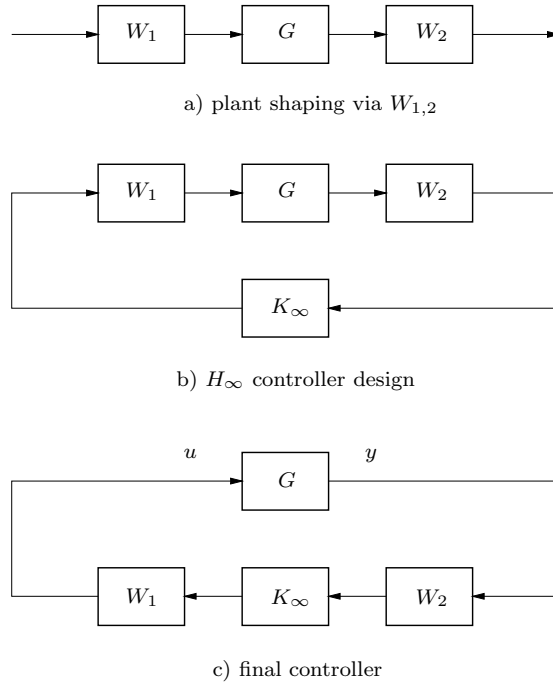 W₁ G W₂
a) plant shaping via W₁,₂
W₁ G W₂
K∞
b) H∞ controller design
u y
G
W₁ K∞ W₂
c) final controller